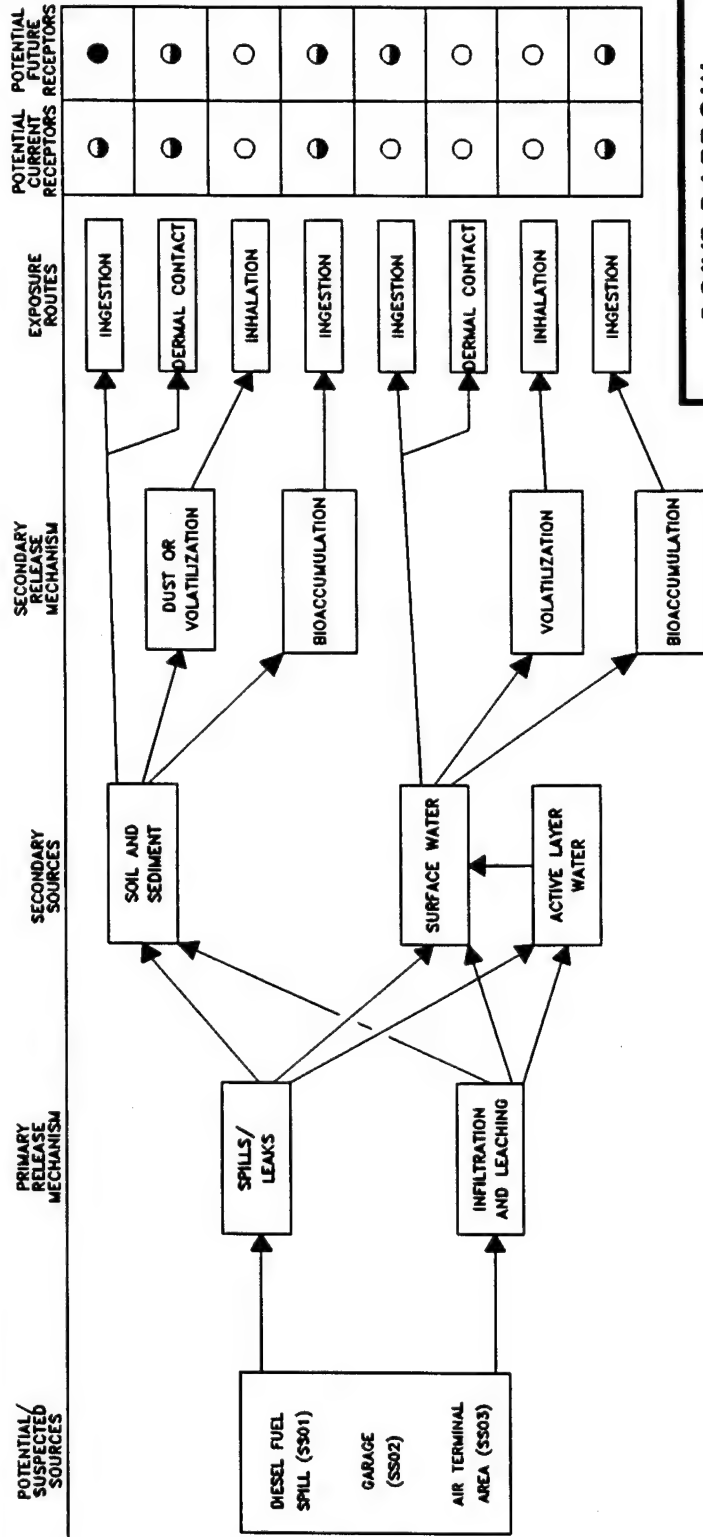 POTENTIAL/
SUSPECTED
SOURCES
PRIMARY
RELEASE
MECHANISM
SECONDARY
SOURCES
SECONDARY
RELEASE
MECHANISM
EXPOSURE
ROUTES
POTENTIAL
CURRENT
RECEPTORS
POTENTIAL
FUTURE
RECEPTORS
DIESEL FUEL
SPILL (SS01)
GARAGE
(SS02)
AIR TERMINAL
AREA (SS03)
SPILLS/
LEAKS
INFILTRATION
AND LEACHING
SOIL AND
SEDIMENT
SURFACE WATER
ACTIVE LAYER
WATER
DUST OR
VOLATILIZATION
BIOACCUMULATION
VOLATILIZATION
BIOACCUMULATION
INGESTION
DERMAL CONTACT
INHALATION
INGESTION
INGESTION
DERMAL CONTACT
INHALATION
INGESTION
POINT BARROW